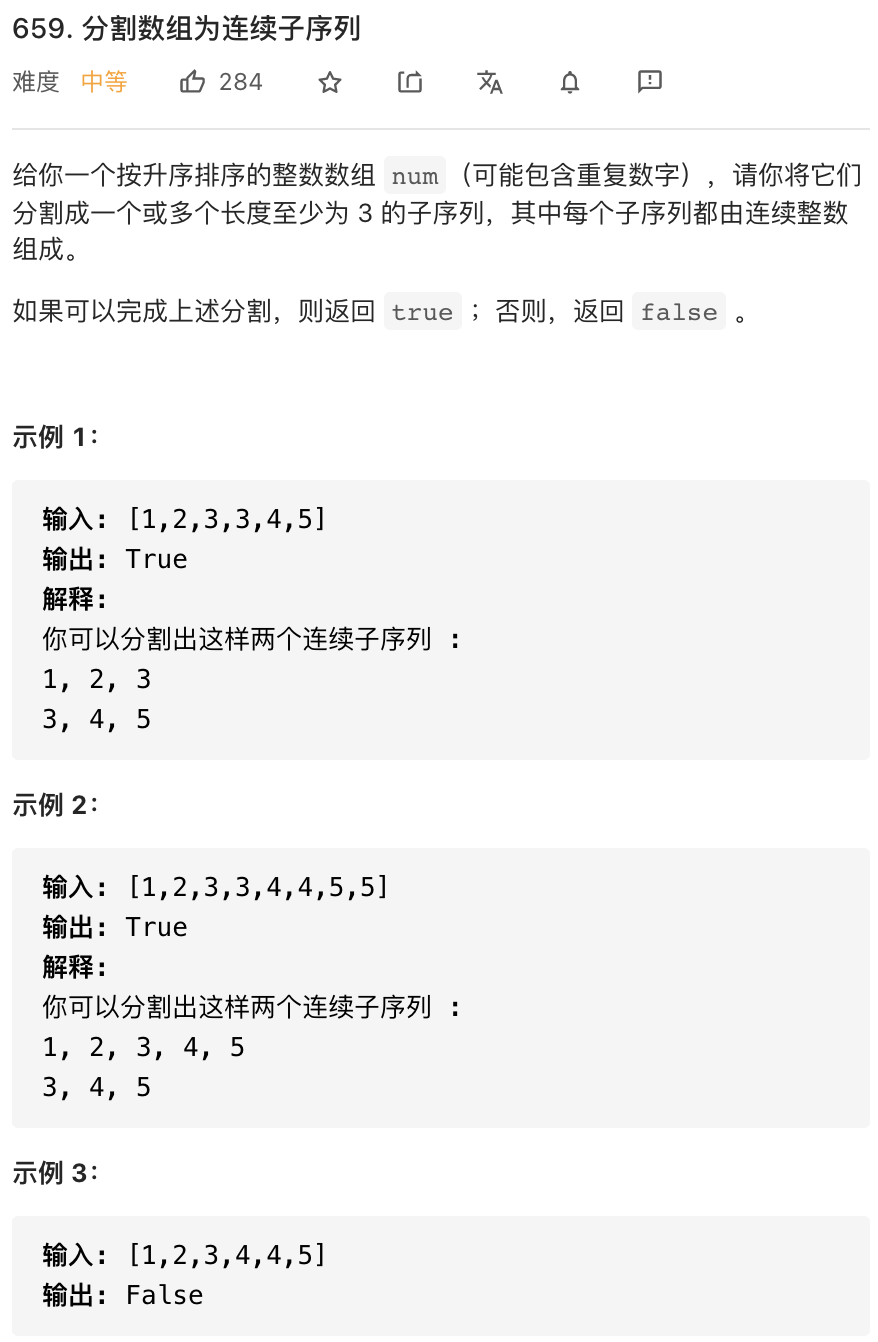 659. 分割数组为连续子序列
难度 中等 284
给你一个按升序排序的整数数组 num（可能包含重复数字），请你将它们
分割成一个或多个长度至少为 3 的子序列，其中每个子序列都由连续整数
组成。
如果可以完成上述分割，则返回 true ；否则，返回 false 。
示例 1：
输入: [1,2,3,3,4,5]
输出: True
解释:
你可以分割出这样两个连续子序列 :
1, 2, 3
3, 4, 5
示例 2：
输入: [1,2,3,3,4,4,5,5]
输出: True
解释:
你可以分割出这样两个连续子序列 :
1, 2, 3, 4, 5
3, 4, 5
示例 3：
输入: [1,2,3,4,4,5]
输出: False